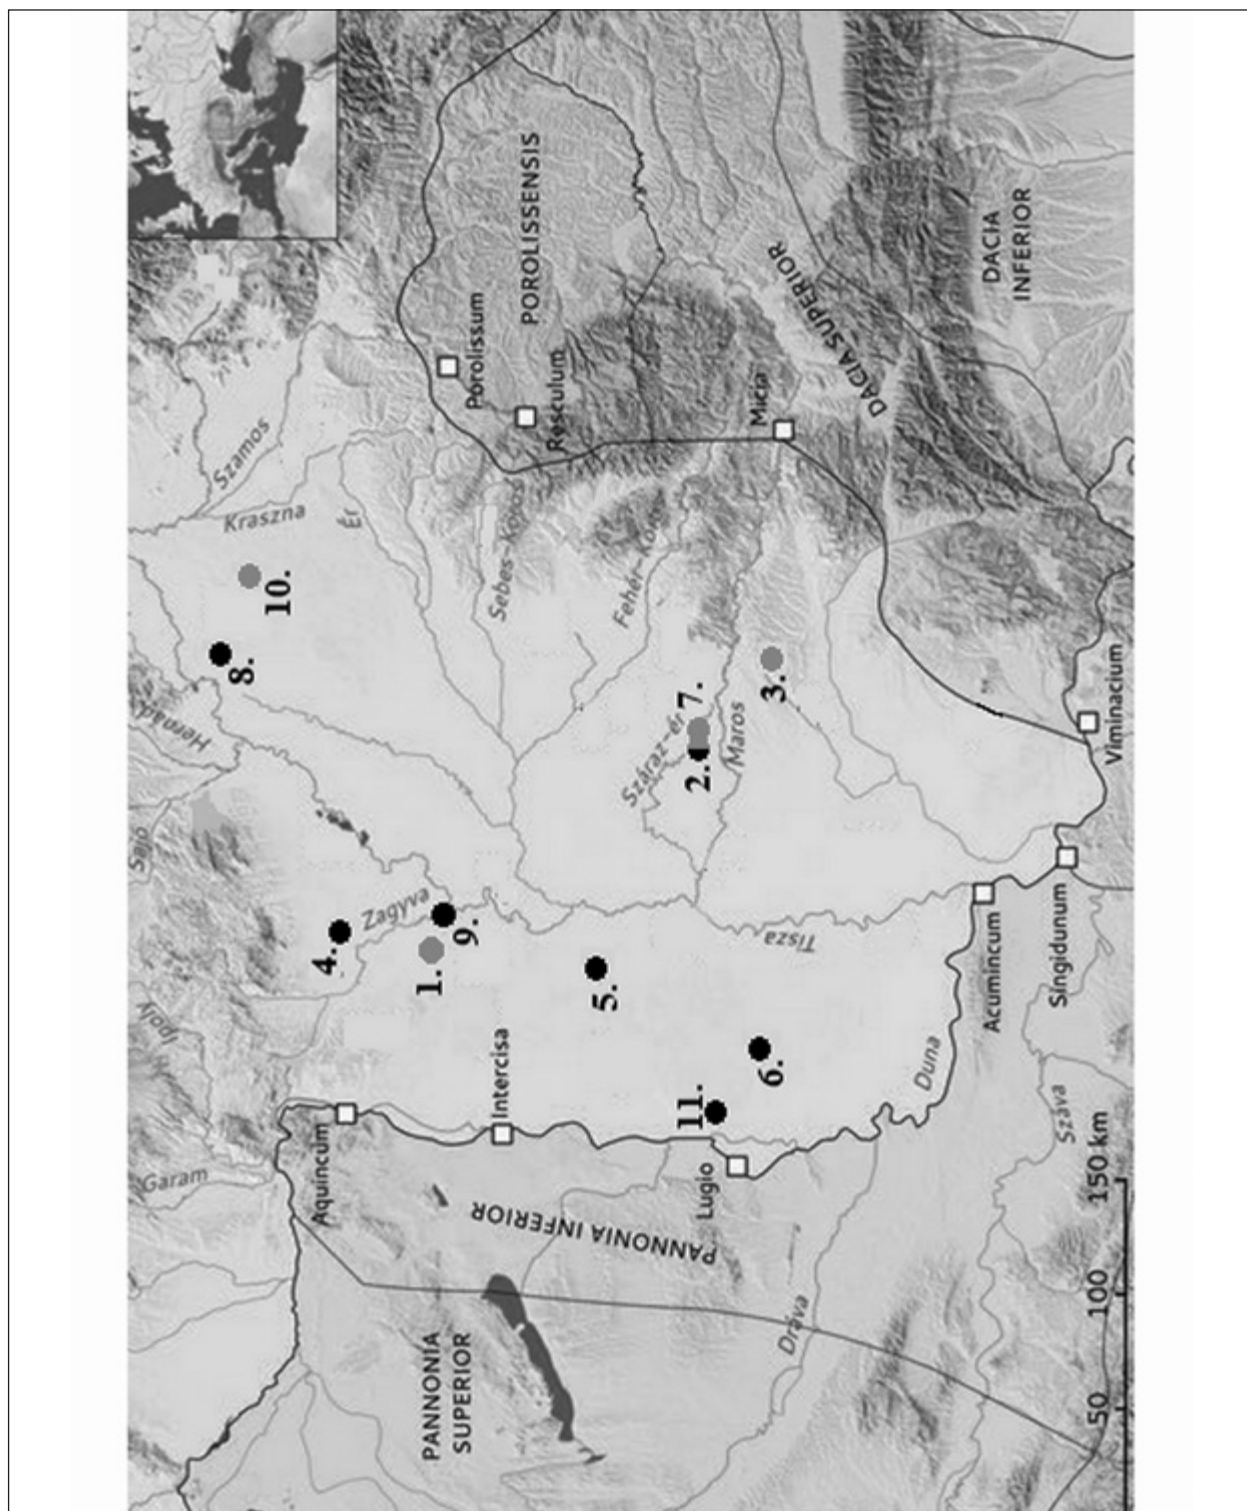 Garam
Ipoly
Sajó
Hernád
Szamos
Kraszna
Ér
8.
10.
4.
Zagyva
1.
9.
Aquincum
Intercisa
PANNONIA
SUPERIOR
PANNONIA INFERIOR
5.
Sebes-Körös
Fehér-Körös
Porolissum
Resculum
POROLISSENSIS
Száraz-ér
2.
7.
Maros
3.
Micia
DACIA SUPERIOR
DACIA
INFERIOR
Lugio
11.
6.
Tisza
Dráva
Duna
Acumincum
Singidunum
Viminacium
Száva
50
100
150 km